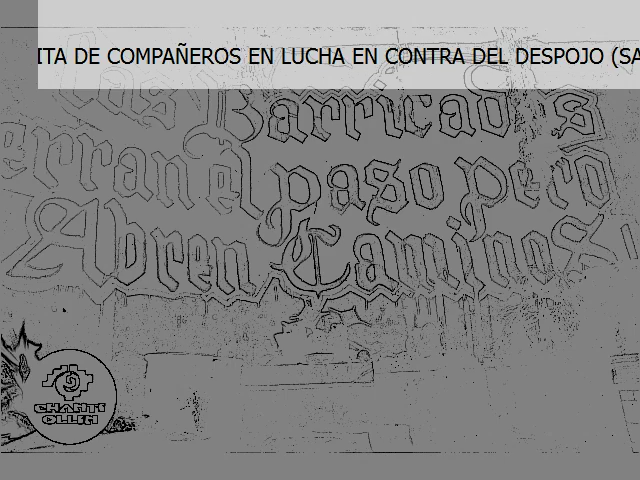 ITA DE COMPAÑEROS EN LUCHA EN CONTRA DEL DESPOJO (SA
Las Barricadas
erran el paso pero
Abren Caminos
CHANTI
OLLIN